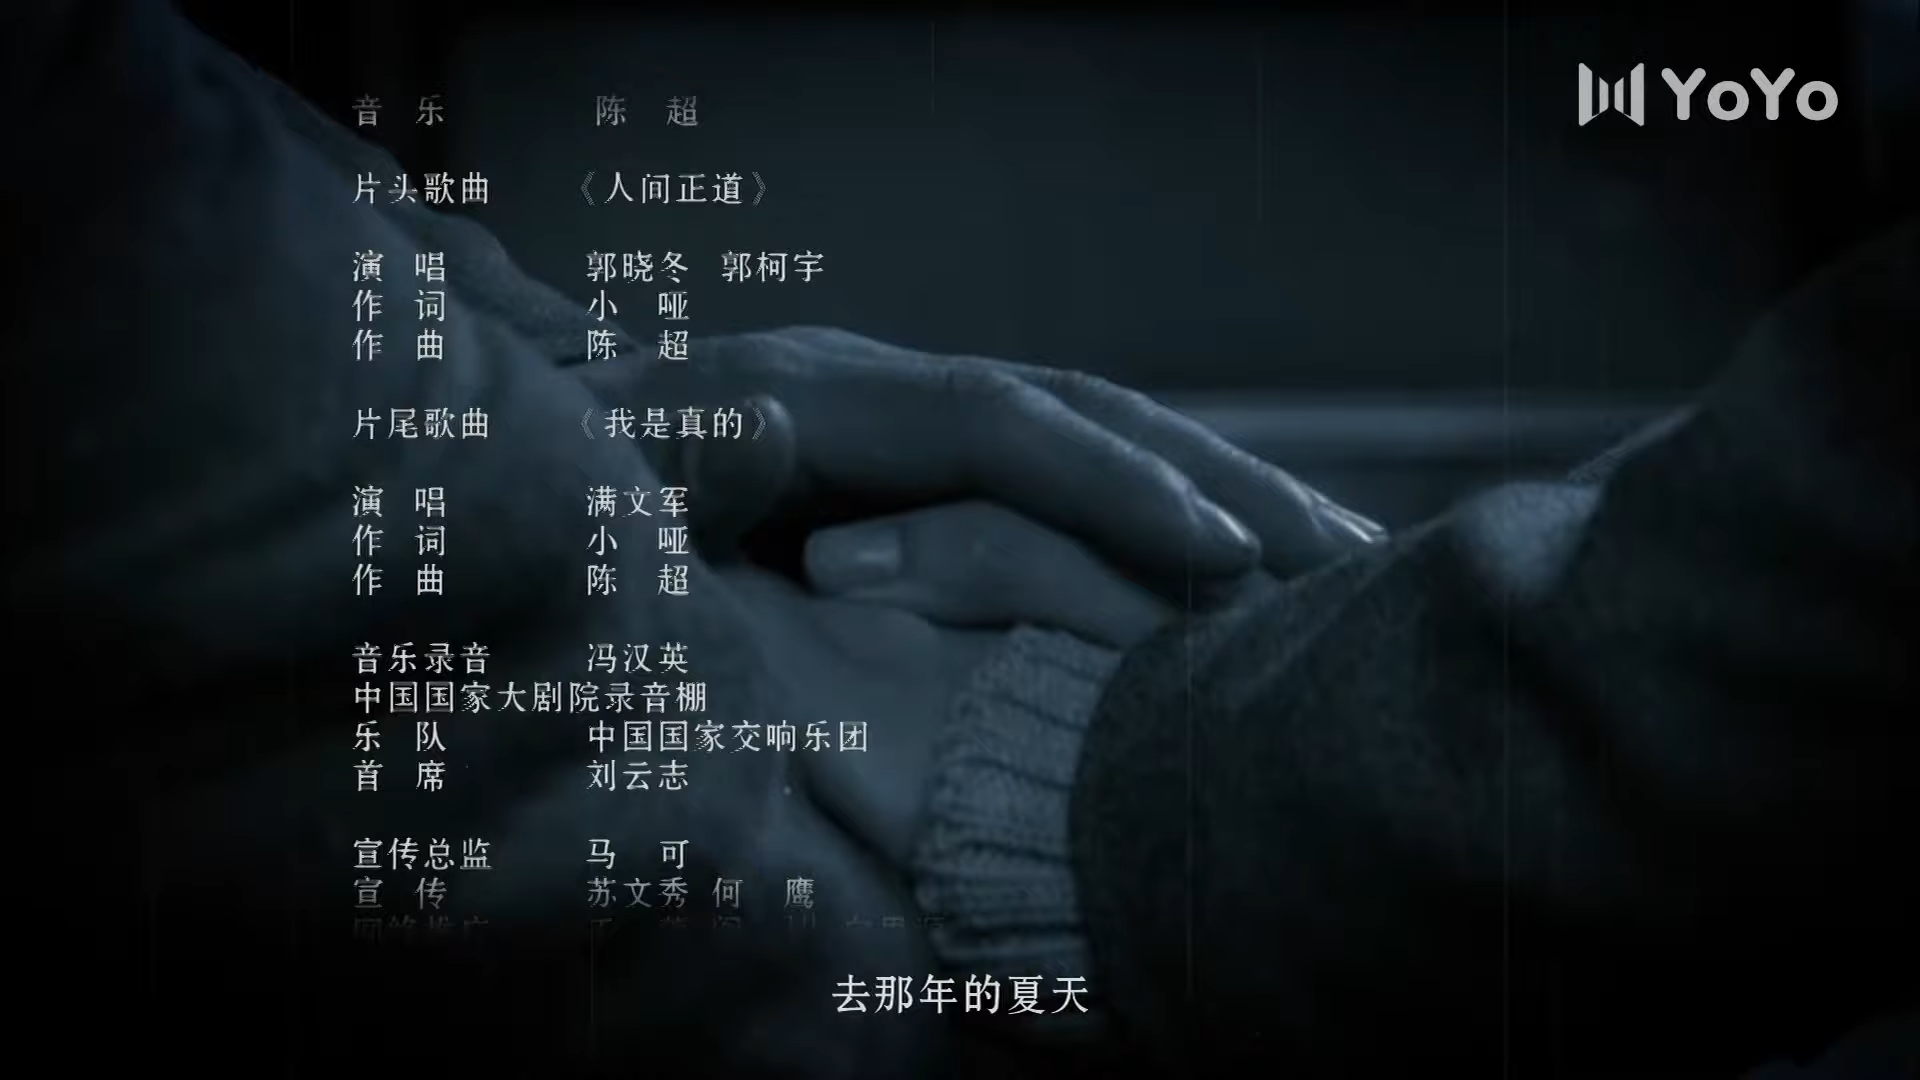 YoYo
音 乐 陈 超
片头歌曲 《人间正道》
演 唱 郭晓冬 郭柯宇
作 词 小 哑
作 曲 陈 超
片尾歌曲 《我是真的》
演 唱 满文军
作 词 小 哑
作 曲 陈 超
音乐录音 冯汉英
中国国家大剧院录音棚
乐 队 中国国家交响乐团
首 席 刘云志
宣传总监 马 可
宣 传 苏文秀 何 鹰
去那年的夏天